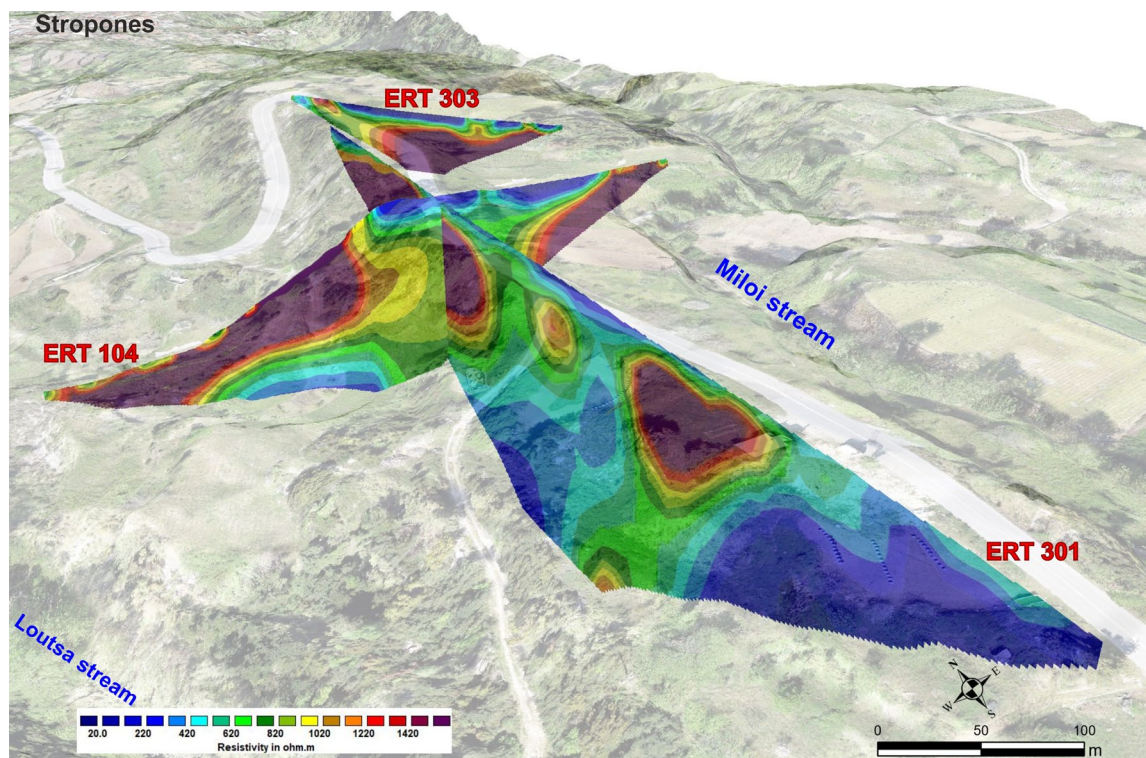 Stropones
ERT 303
ERT 104
Miloi stream
ERT 301
Loutsa stream
20.0 220 420 620 820 1020 1220 1420
Resistivity in ohm.m
N
E
W
S
0 50 100
m